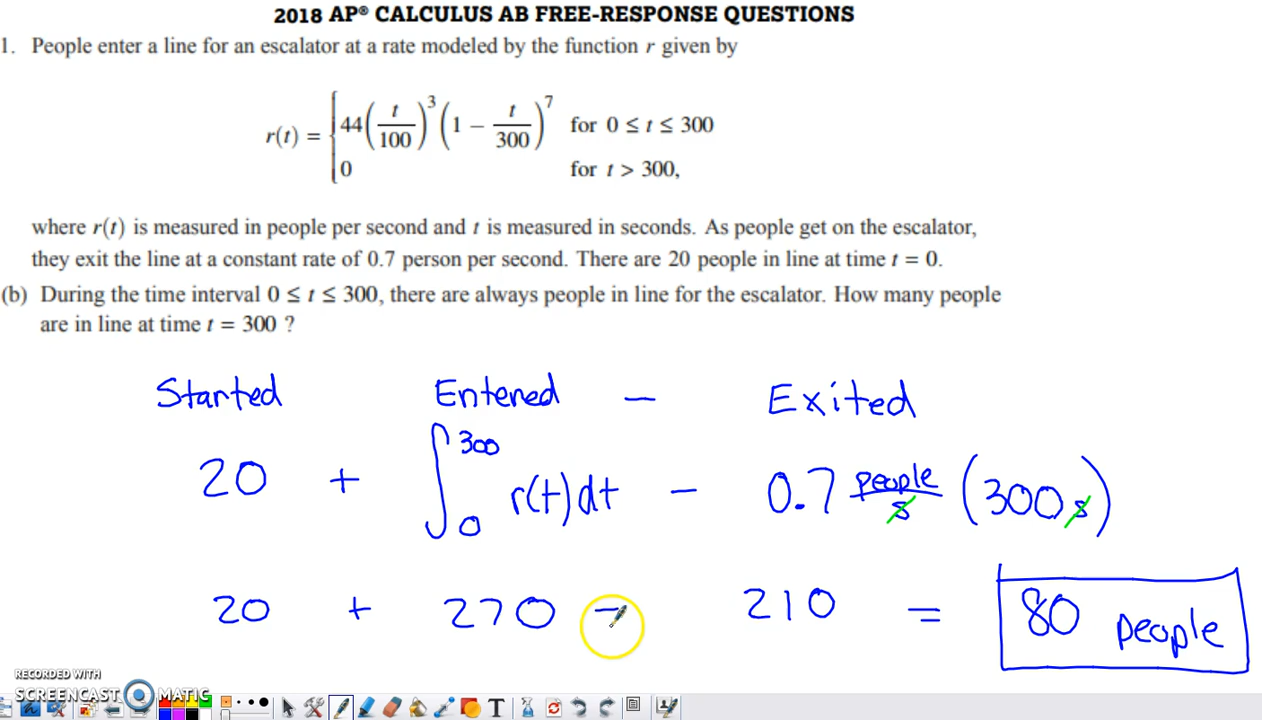 2018 AP® CALCULUS AB FREE-RESPONSE QUESTIONS
1. People enter a line for an escalator at a rate modeled by the function r given by
r(t) = { 44(t/100)^3 (1 − t/300)^7 for 0 ≤ t ≤ 300
0 for t > 300,
where r(t) is measured in people per second and t is measured in seconds. As people get on the escalator,
they exit the line at a constant rate of 0.7 person per second. There are 20 people in line at time t = 0.
(b) During the time interval 0 ≤ t ≤ 300, there are always people in line for the escalator. How many people
are in line at time t = 300 ?
Started Entered − Exited
20 + ∫_0^300 r(t)dt − 0.7 people/s (300s)
20 + 270 − 210 = 80 people
RECORDED WITH
SCREENCAST MATIC
T